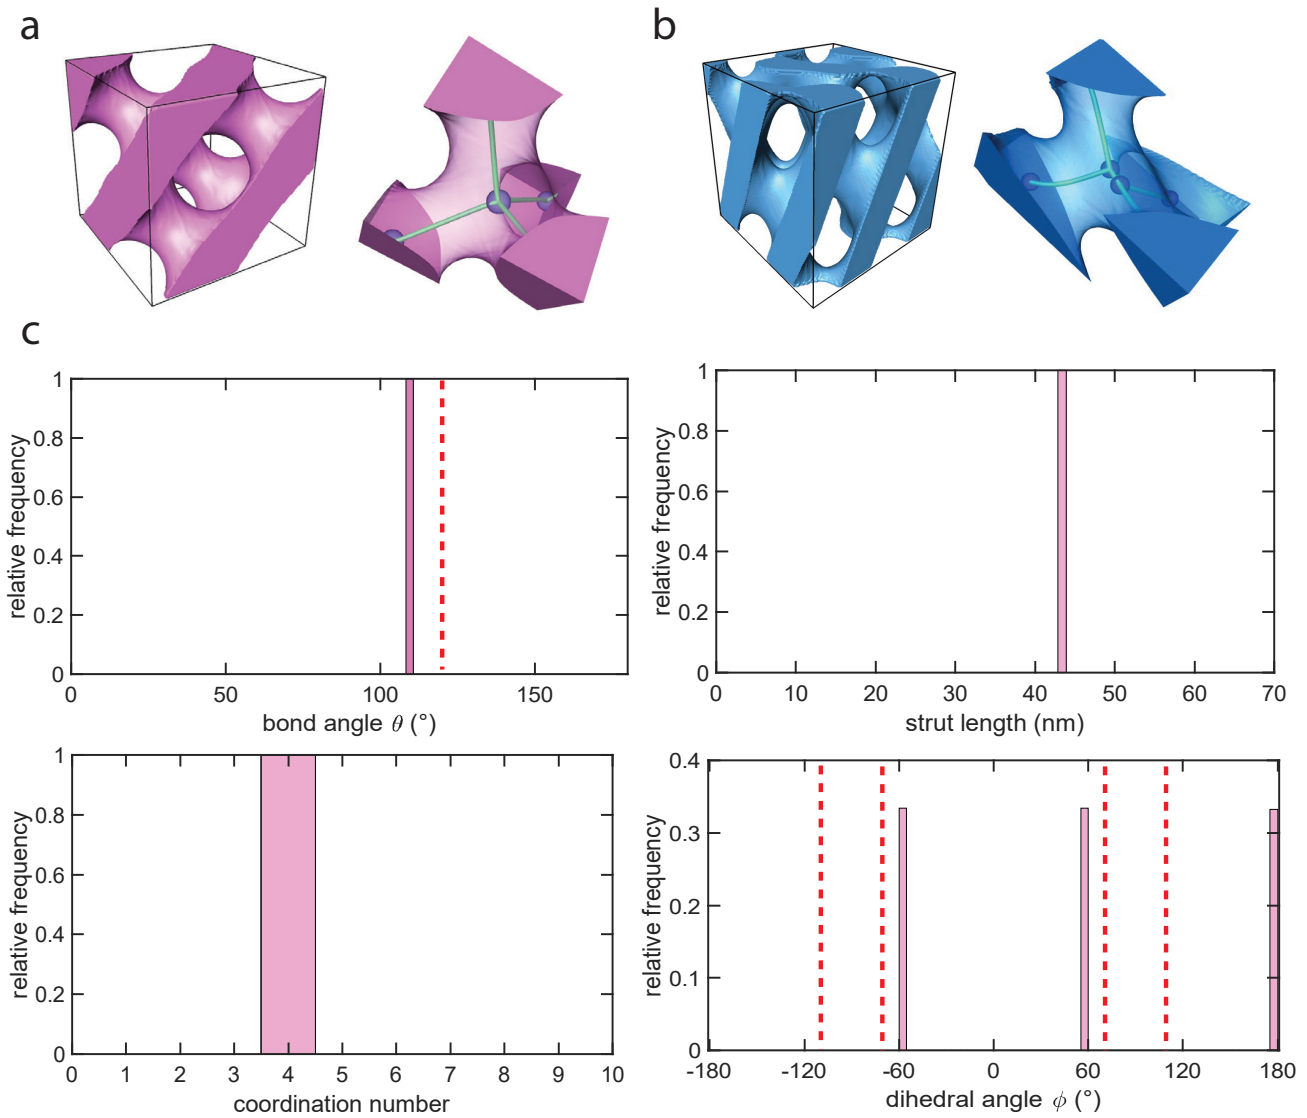 a
b
c
1
0.8
0.6
0.4
0.2
0
0 50 100 150
relative frequency
bond angle θ (°)
1
0.8
0.6
0.4
0.2
0
0 10 20 30 40 50 60 70
relative frequency
strut length (nm)
1
0.8
0.6
0.4
0.2
0
0 1 2 3 4 5 6 7 8 9 10
relative frequency
coordination number
0.4
0.3
0.2
0.1
0
-180 -120 -60 0 60 120 180
relative frequency
dihedral angle ϕ (°)